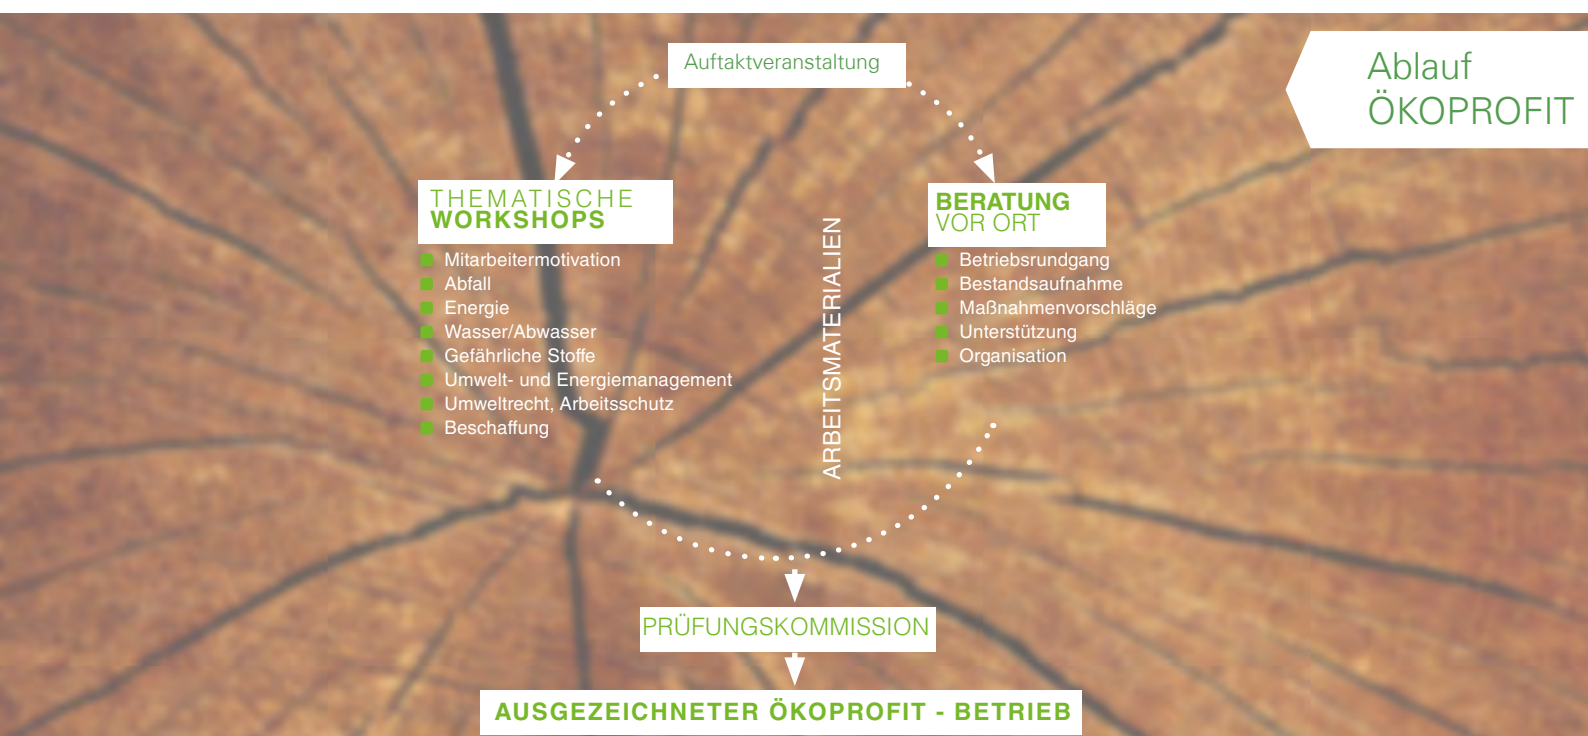 Ablauf
ÖKOPROFIT
Auftaktveranstaltung
THEMATISCHE
WORKSHOPS
Mitarbeitermotivation
Abfall
Energie
Wasser/Abwasser
Gefährliche Stoffe
Umwelt- und Energiemanagement
Umweltrecht, Arbeitsschutz
Beschaffung
ARBEITSMATERIALIEN
BERATUNG
VOR ORT
Betriebsrundgang
Bestandsaufnahme
Maßnahmenvorschläge
Unterstützung
Organisation
PRÜFUNGSKOMMISSION
AUSGEZEICHNETER ÖKOPROFIT - BETRIEB